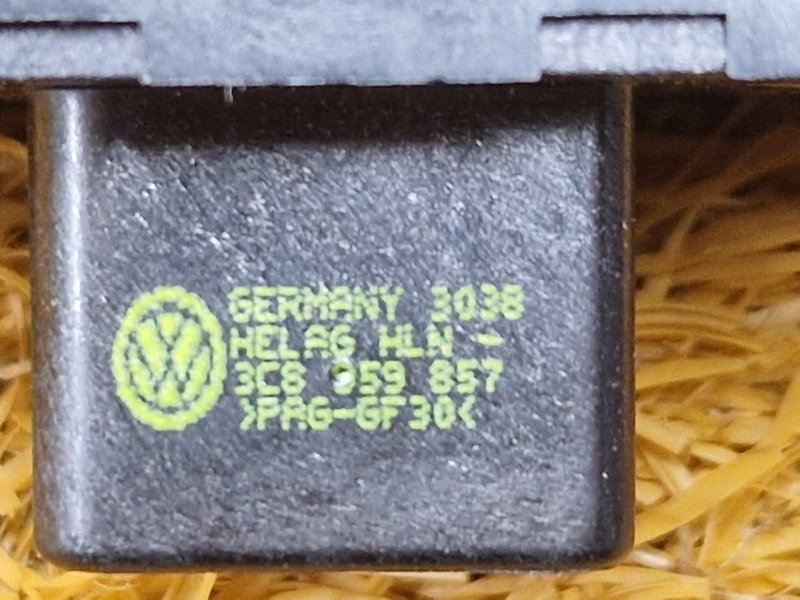 GERMANY 3038
HELAG HLN -
3C8 959 857
>PAG-GF30<